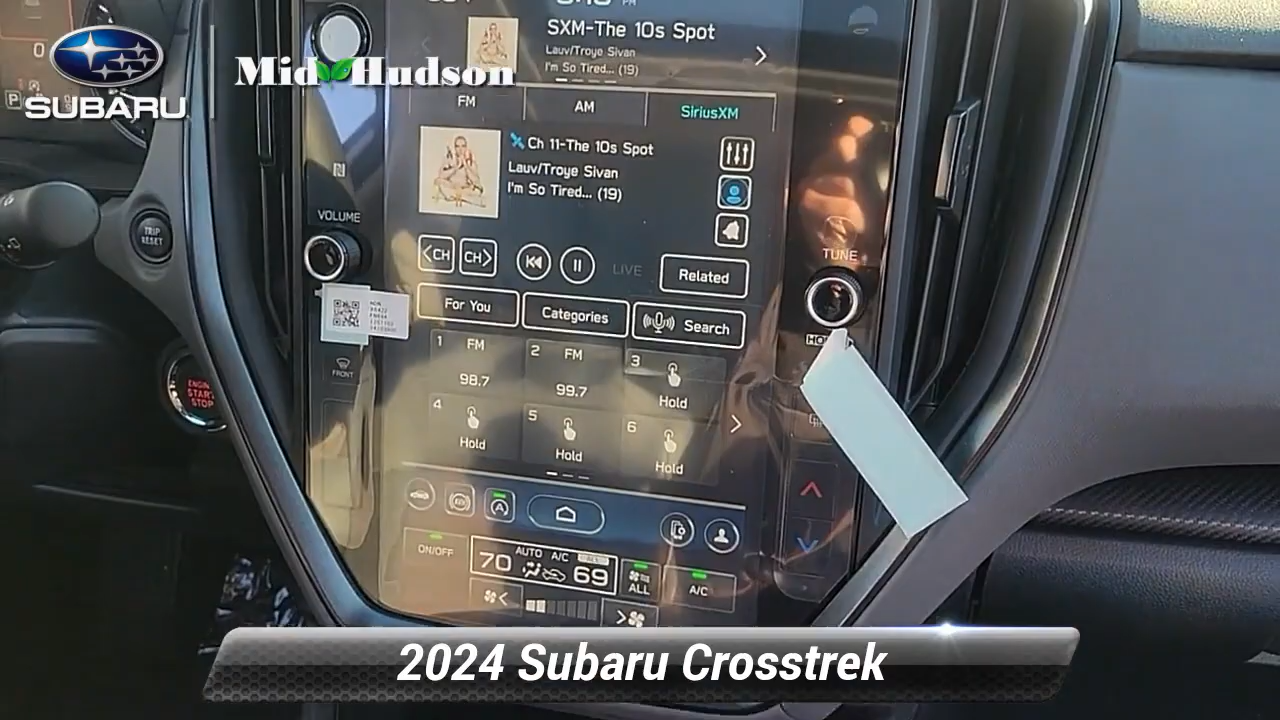 SXM-The 10s Spot
Lauv/Troye Sivan
I'm So Tired... (19)
SUBARU
Mid Hudson
0
P
FM
AM
SiriusXM
Ch 11-The 10s Spot
Lauv/Troye Sivan
I'm So Tired... (19)
VOLUME
TRIP
RESET
TUNE
<CH
CH>
LIVE
Related
For You
Categories
Search
FRONT
ENGINE
START
STOP
1 FM
98.7
2 FM
99.7
3
Hold
4
Hold
5
Hold
6
Hold
A
ON/OFF
70
AUTO A/C
69
ALL
A/C
2024 Subaru Crosstrek